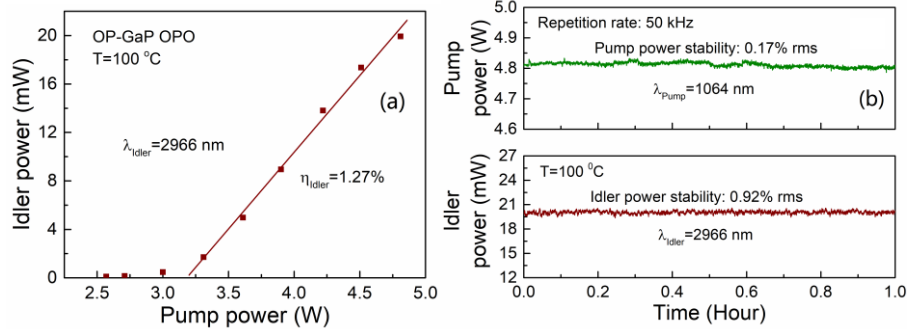 OP-GaP OPO
T=100 °C
(a)
λIdler=2966 nm
ηIdler=1.27%
Idler power (mW)
20
16
12
8
4
0
2.5 3.0 3.5 4.0 4.5 5.0
Pump power (W)
Repetition rate: 50 kHz
Pump power stability: 0.17% rms
λPump=1064 nm
(b)
Pump
power (W)
5.0
4.9
4.8
4.7
4.6
T=100 °C
Idler power stability: 0.92% rms
λIdler=2966 nm
Idler
power (mW)
27
24
21
18
15
12
0.0 0.2 0.4 0.6 0.8 1.0
Time (Hour)